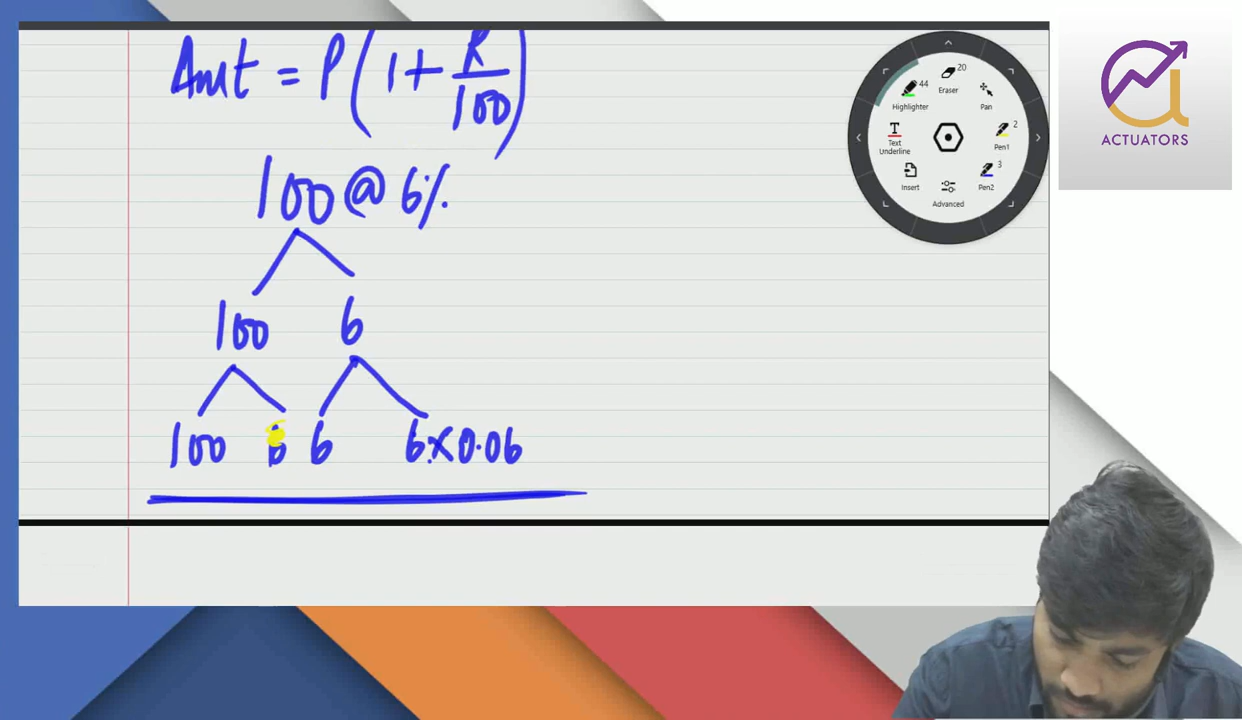 Amt = P(1 + R/100)
100 @ 6%
100 6
100 6 6 6×0.06
44
Highlighter
20
Eraser
Pan
T
Text
Underline
2
Pen1
Insert
3
Pen2
Advanced
ACTUATORS